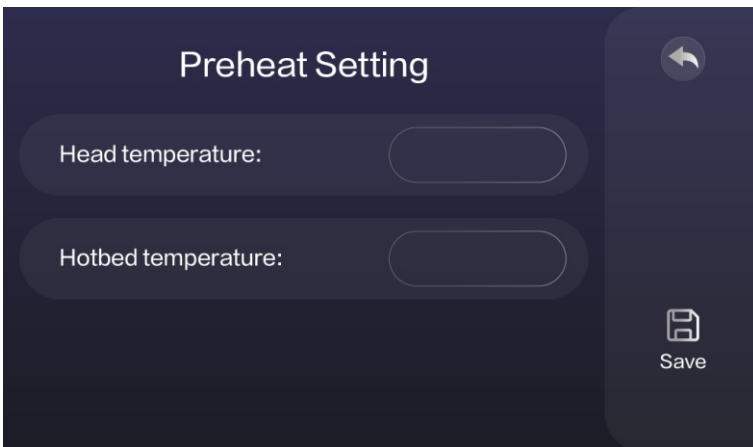 Preheat Setting
Head temperature:
Hotbed temperature:
Save